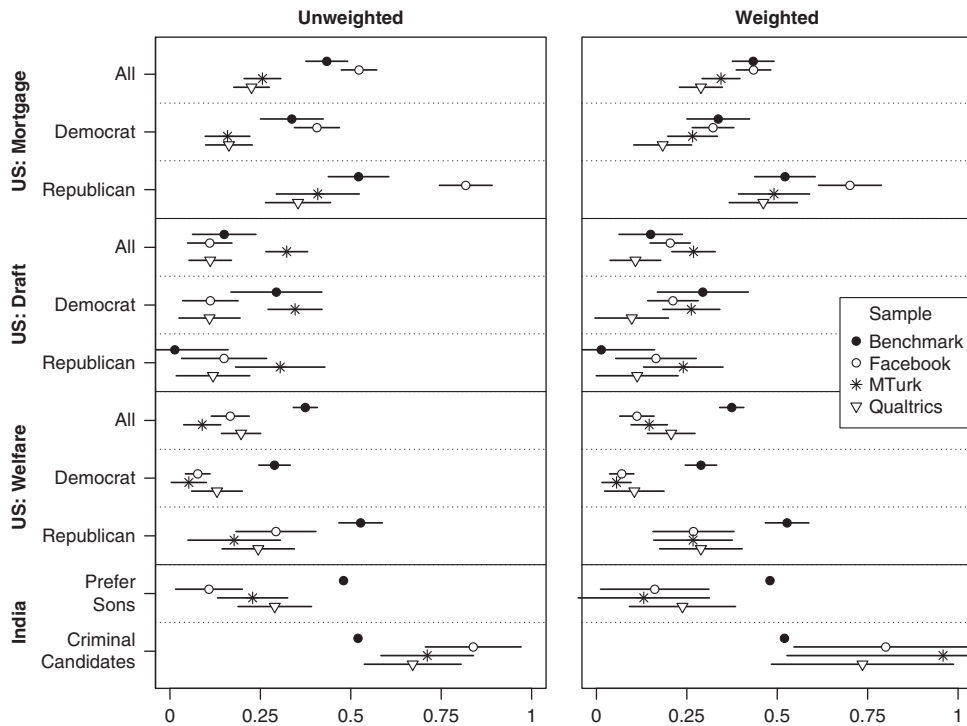 Unweighted
Weighted
US: Mortgage
All
Democrat
Republican
US: Draft
All
Democrat
Republican
US: Welfare
All
Democrat
Republican
India
Prefer
Sons
Criminal
Candidates
Sample
Benchmark
Facebook
MTurk
Qualtrics
0 0.25 0.5 0.75 1
0 0.25 0.5 0.75 1